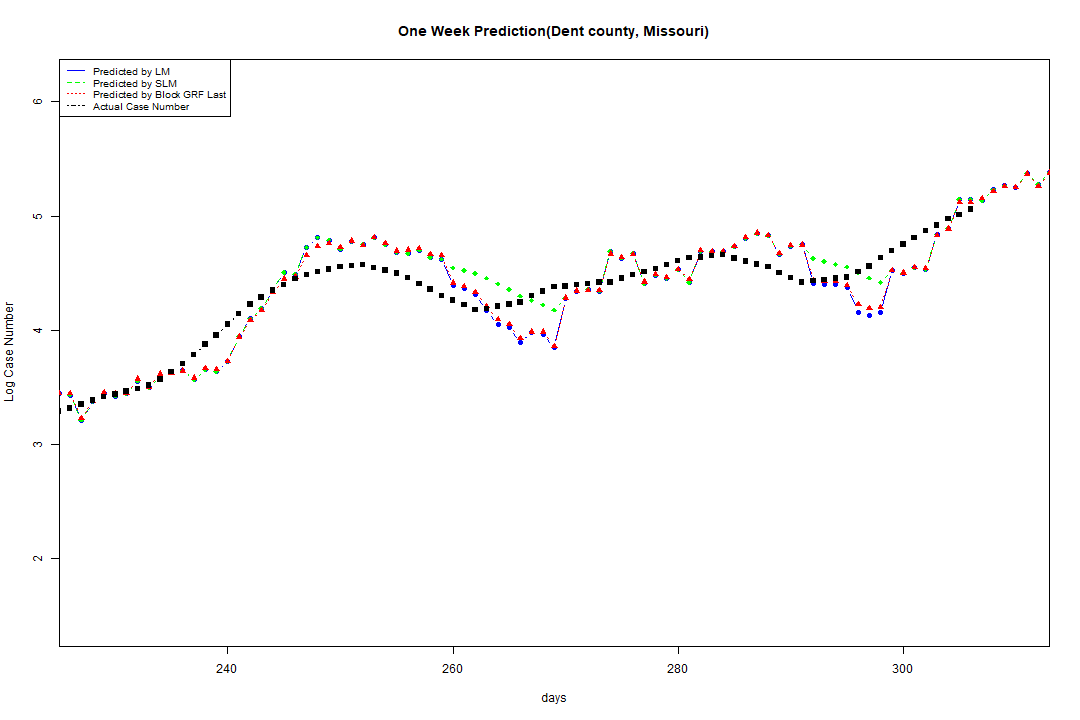 One Week Prediction(Dent county, Missouri)
Predicted by LM
Predicted by SLM
Predicted by Block GRF Last
Actual Case Number
6
5
4
3
2
Log Case Number
240 260 280 300
days